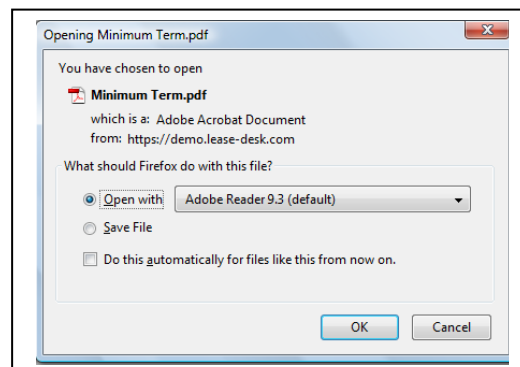 Opening Minimum Term.pdf
You have chosen to open
Minimum Term.pdf
which is a: Adobe Acrobat Document
from: https://demo.lease-desk.com
What should Firefox do with this file?
Open with Adobe Reader 9.3 (default)
Save File
Do this automatically for files like this from now on.
OK Cancel